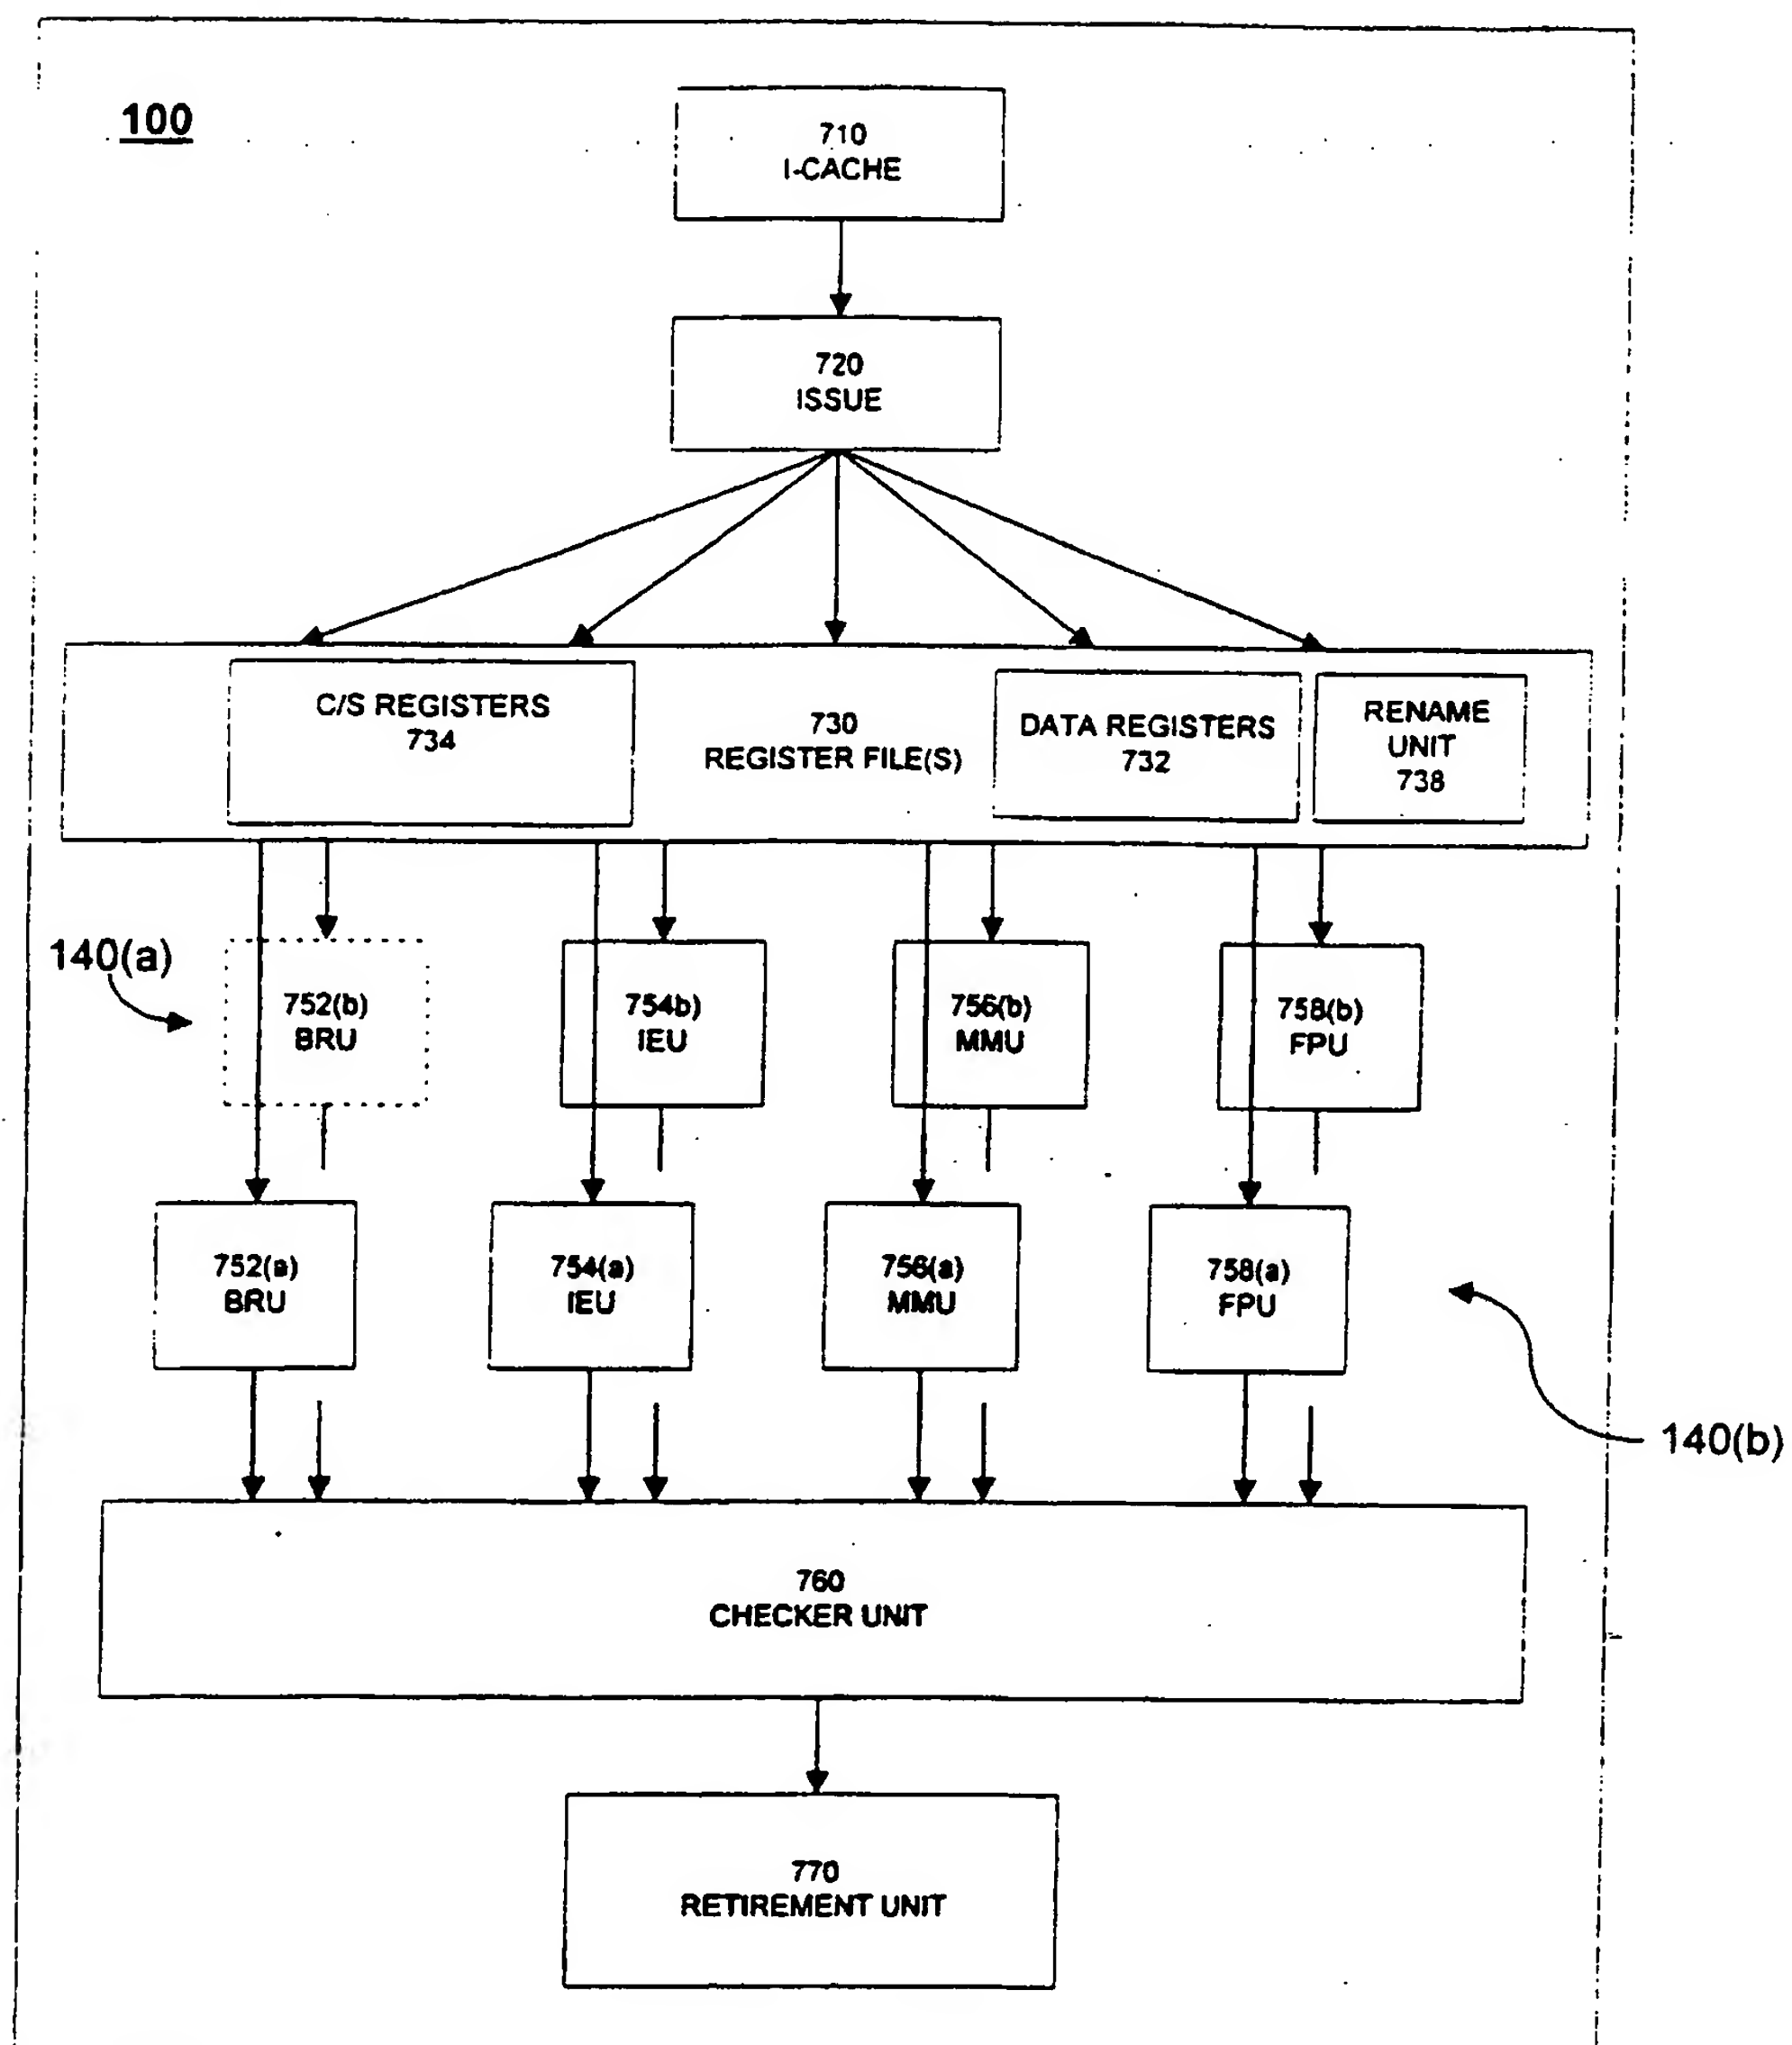 100
710
I-CACHE
720
ISSUE
C/S REGISTERS
734
730
REGISTER FILE(S)
DATA REGISTERS
732
RENAME
UNIT
738
140(a)
752(b)
BRU
754b)
IEU
756(b)
MMU
758(b)
FPU
752(a)
BRU
754(a)
IEU
756(a)
MMU
758(a)
FPU
140(b)
760
CHECKER UNIT
770
RETIREMENT UNIT